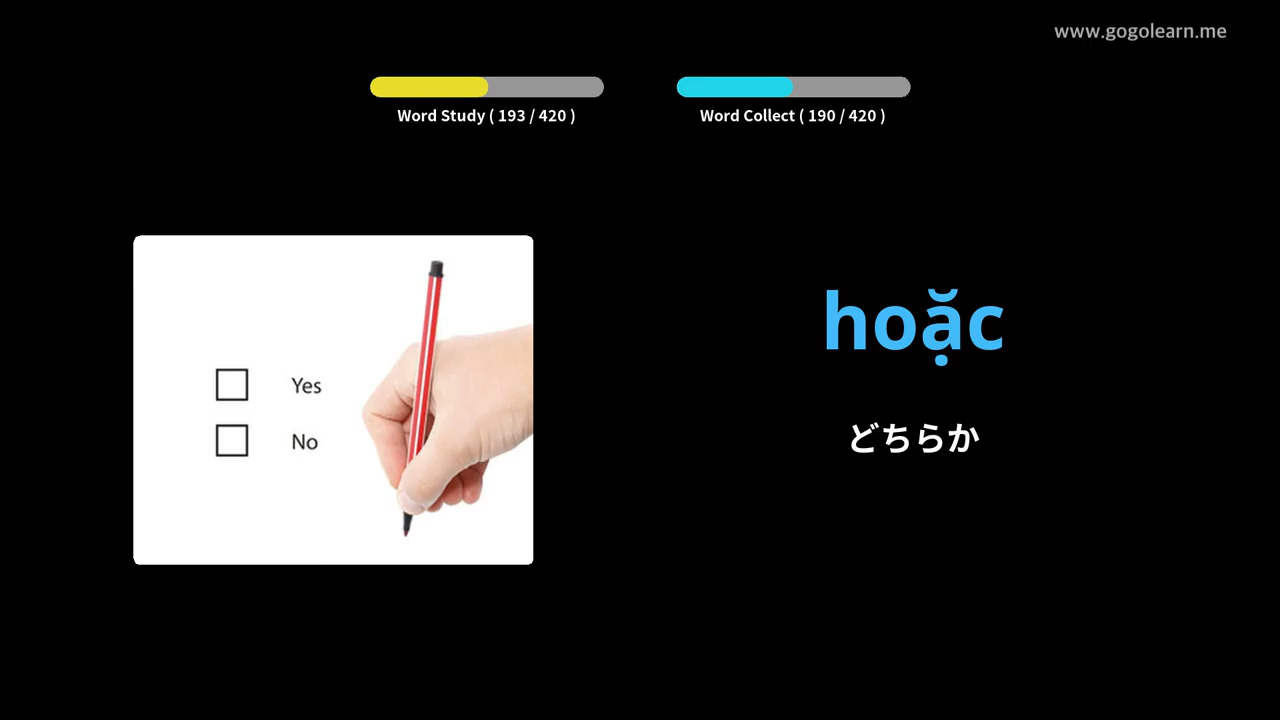 www.gogolearn.me
Word Study ( 193 / 420 )
Word Collect ( 190 / 420 )
Yes
No
hoặc
どちらか